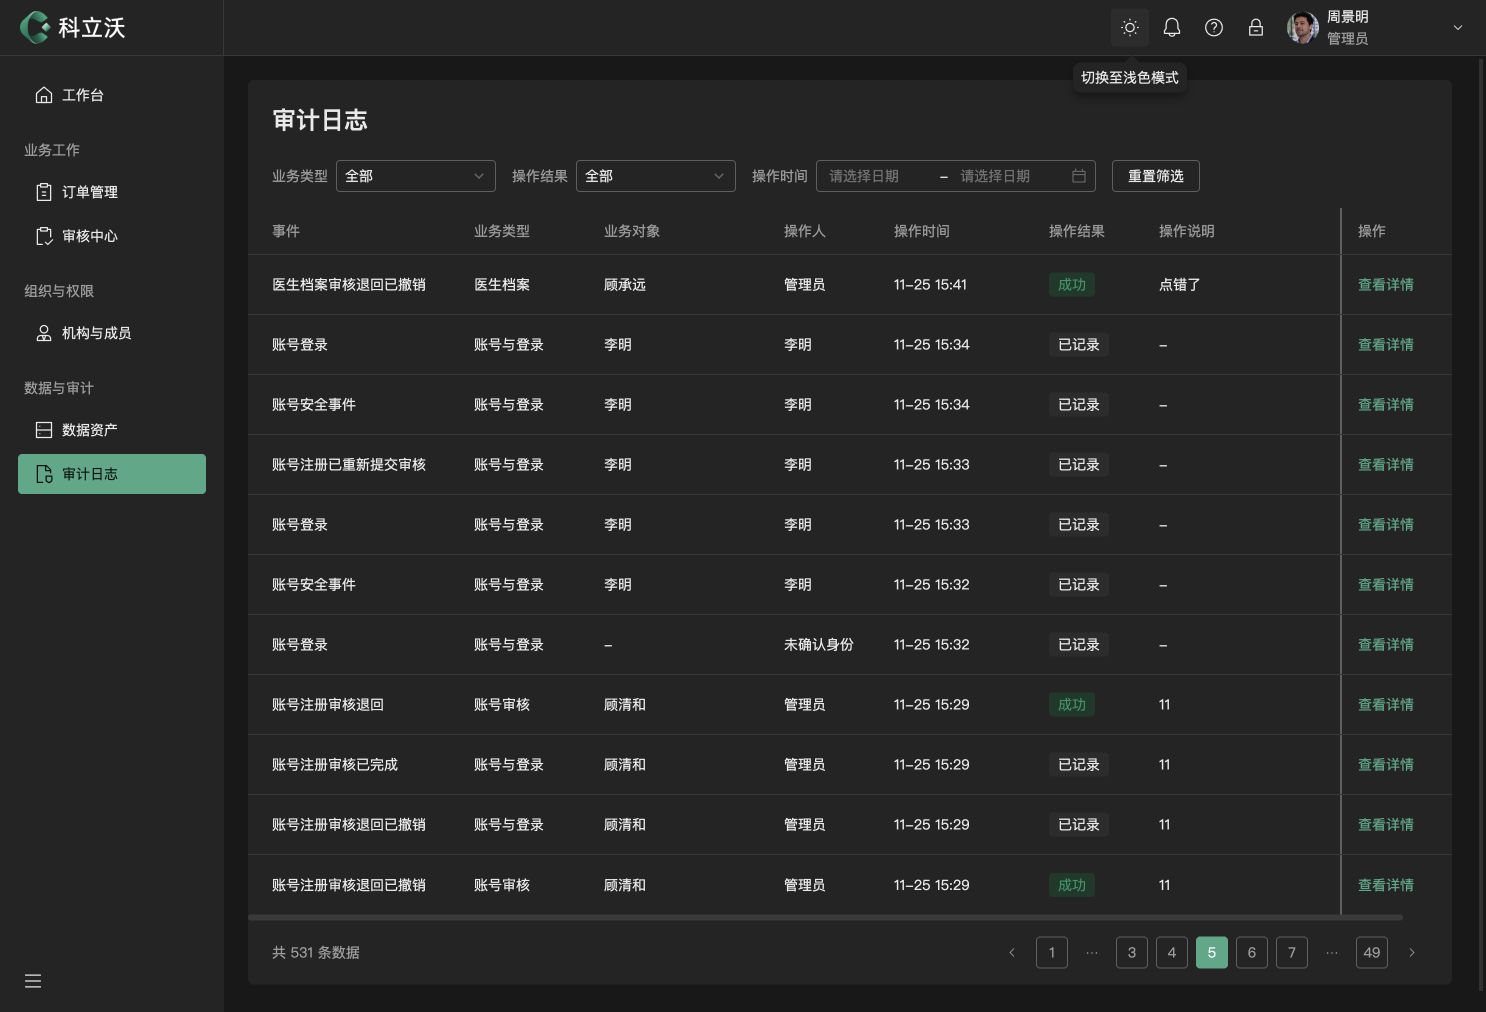 科立沃
周景明
管理员
切换至浅色模式
工作台
业务工作
订单管理
审核中心
组织与权限
机构与成员
数据与审计
数据资产
审计日志
审计日志
业务类型 全部 操作结果 全部 操作时间 请选择日期 – 请选择日期 重置筛选
事件 业务类型 业务对象 操作人 操作时间 操作结果 操作说明 操作
医生档案审核退回已撤销 医生档案 顾承远 管理员 11-25 15:41 成功 点错了 查看详情
账号登录 账号与登录 李明 李明 11-25 15:34 已记录 – 查看详情
账号安全事件 账号与登录 李明 李明 11-25 15:34 已记录 – 查看详情
账号注册已重新提交审核 账号与登录 李明 李明 11-25 15:33 已记录 – 查看详情
账号登录 账号与登录 李明 李明 11-25 15:33 已记录 – 查看详情
账号安全事件 账号与登录 李明 李明 11-25 15:32 已记录 – 查看详情
账号登录 账号与登录 – 未确认身份 11-25 15:32 已记录 – 查看详情
账号注册审核退回 账号审核 顾清和 管理员 11-25 15:29 成功 11 查看详情
账号注册审核已完成 账号与登录 顾清和 管理员 11-25 15:29 已记录 11 查看详情
账号注册审核退回已撤销 账号与登录 顾清和 管理员 11-25 15:29 已记录 11 查看详情
账号注册审核退回已撤销 账号审核 顾清和 管理员 11-25 15:29 成功 11 查看详情
共 531 条数据 1 ··· 3 4 5 6 7 ··· 49